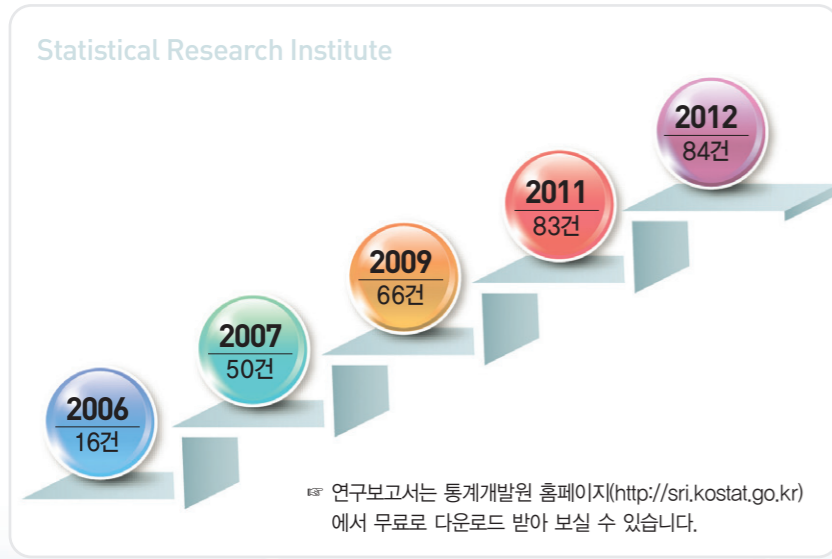 Statistical Research Institute
2012
84건
2011
83건
2009
66건
2007
50건
2006
16건
☞ 연구보고서는 통계개발원 홈페이지(http://sri.kostat.go.kr)
에서 무료로 다운로드 받아 보실 수 있습니다.